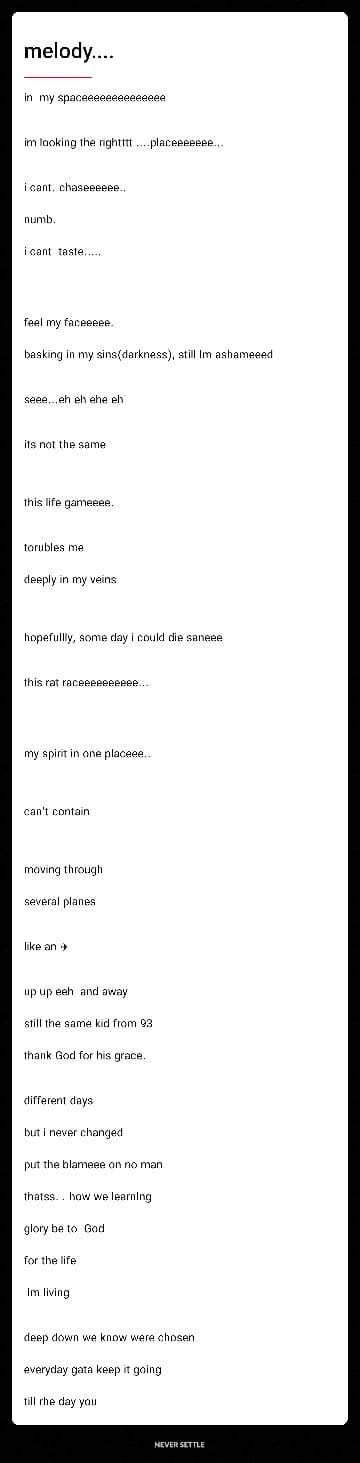 melody....
in  my spaceeeeeeeeeeeeee
im looking the rightttt ....placeeeeeee...
i cant. chaseeeeee..
numb.
i cant  taste.....
feel my faceeeee.
basking in my sins(darkness), still Im ashameeed
seee...eh eh ehe eh
its not the same
this life gameeee.
torubles me
deeply in my veins
hopefullly, some day i could die saneee
this rat raceeeeeeeeee...
my spirit in one placeee..
can't contain
moving through
several planes
like an ✈
up up eeh  and away
still the same kid from 93
thank God for his grace.
different days
but i never changed
put the blameee on no man
thatss. . how we learnIng
glory be to  God
for the life
Im living
deep down we know were chosen
everyday gata keep it going
till rhe day you
NEVER SETTLE